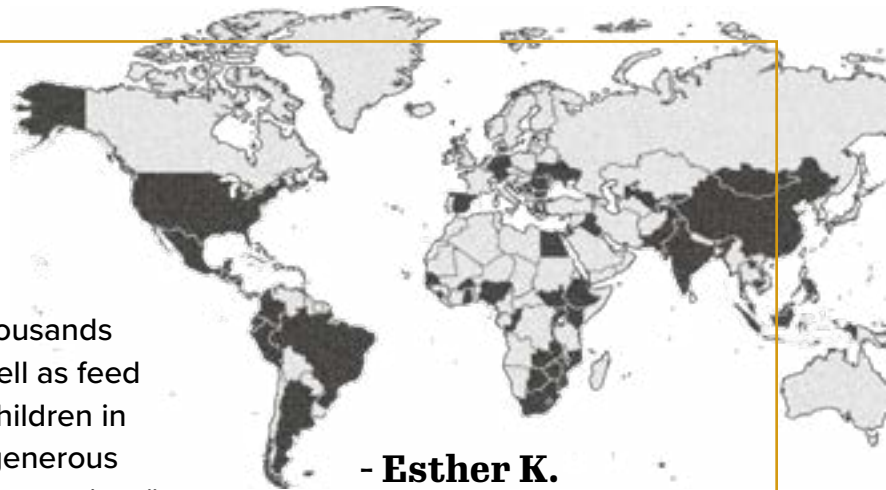 ousands
ell as feed
hildren in
generous
- Esther K.